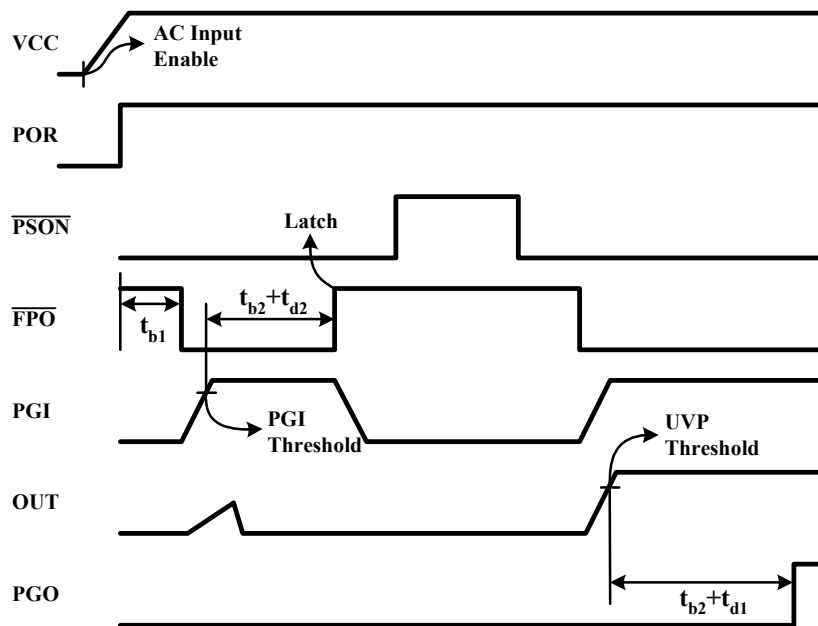 VCC
AC Input
Enable
POR
PSON
Latch
FPO
tb1
tb2+td2
PGI
PGI
Threshold
UVP
Threshold
OUT
PGO
tb2+td1